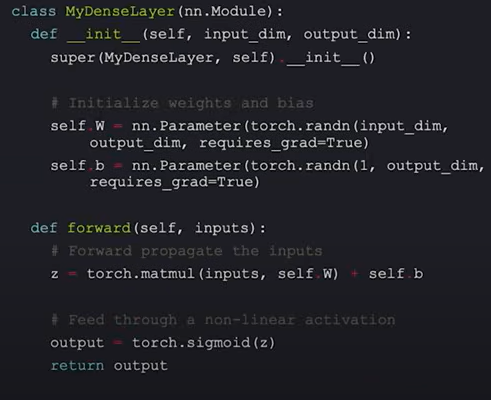 class MyDenseLayer(nn.Module):
def __init__(self, input_dim, output_dim):
super(MyDenseLayer, self).__init__()
# Initialize weights and bias
self.W = nn.Parameter(torch.randn(input_dim,
output_dim, requires_grad=True)
self.b = nn.Parameter(torch.randn(1, output_dim,
requires_grad=True)
def forward(self, inputs):
# Forward propagate the inputs
z = torch.matmul(inputs, self.W) + self.b
# Feed through a non-linear activation
output = torch.sigmoid(z)
return output